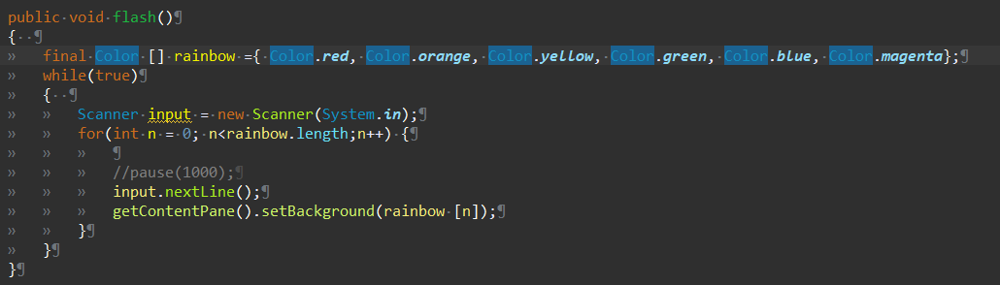 public void flash()
{
final Color [] rainbow ={ Color.red, Color.orange, Color.yellow, Color.green, Color.blue, Color.magenta};
while(true)
{
Scanner input = new Scanner(System.in);
for(int n = 0; n<rainbow.length;n++) {
//pause(1000);
input.nextLine();
getContentPane().setBackground(rainbow [n]);
}
}
}